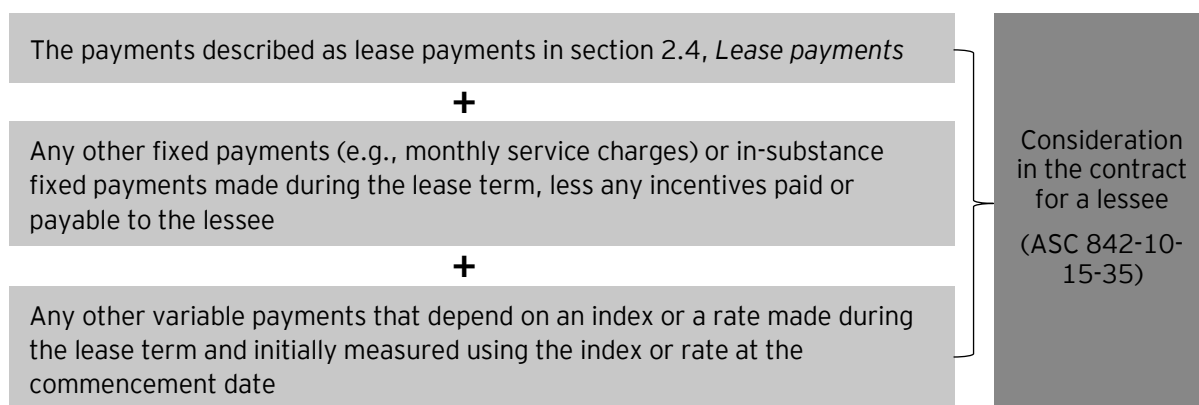 The payments described as lease payments in section 2.4, Lease payments
+
Any other fixed payments (e.g., monthly service charges) or in-substance
fixed payments made during the lease term, less any incentives paid or
payable to the lessee
+
Any other variable payments that depend on an index or a rate made during
the lease term and initially measured using the index or rate at the
commencement date
Consideration
in the contract
for a lessee
(ASC 842-10-
15-35)